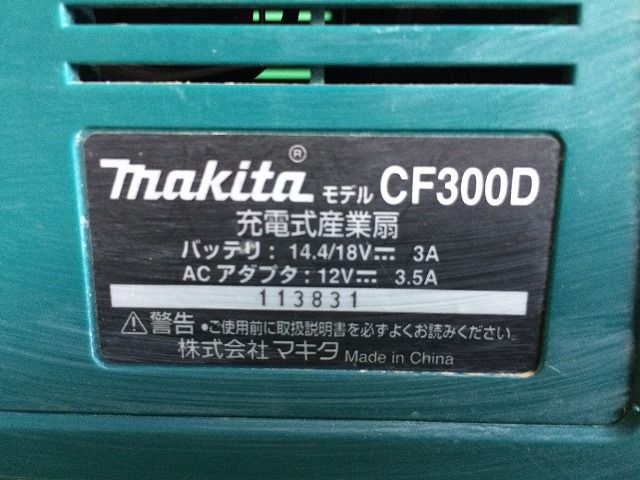 makita® モデル CF300D
充電式産業扇
バッテリ : 14.4/18V⎓ 3A
AC アダプタ : 12V⎓ 3.5A
113831
⚠警告 ●ご使用前に取扱説明書を必ずよくお読みください。
株式会社 マキタ Made in China